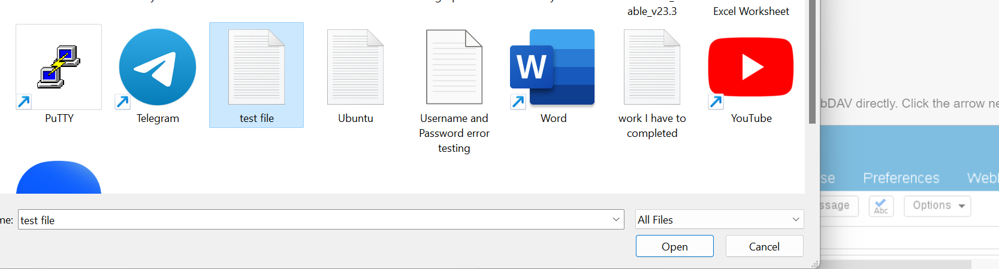 able_v23.3
Excel Worksheet
PuTTY
Telegram
test file
Ubuntu
Username and
Password error
testing
W
Word
work I have to
completed
YouTube
bDAV directly. Click the arrow ne
se
Preferences
Web
ssage
Abc
Options
me:
test file
All Files
Open
Cancel